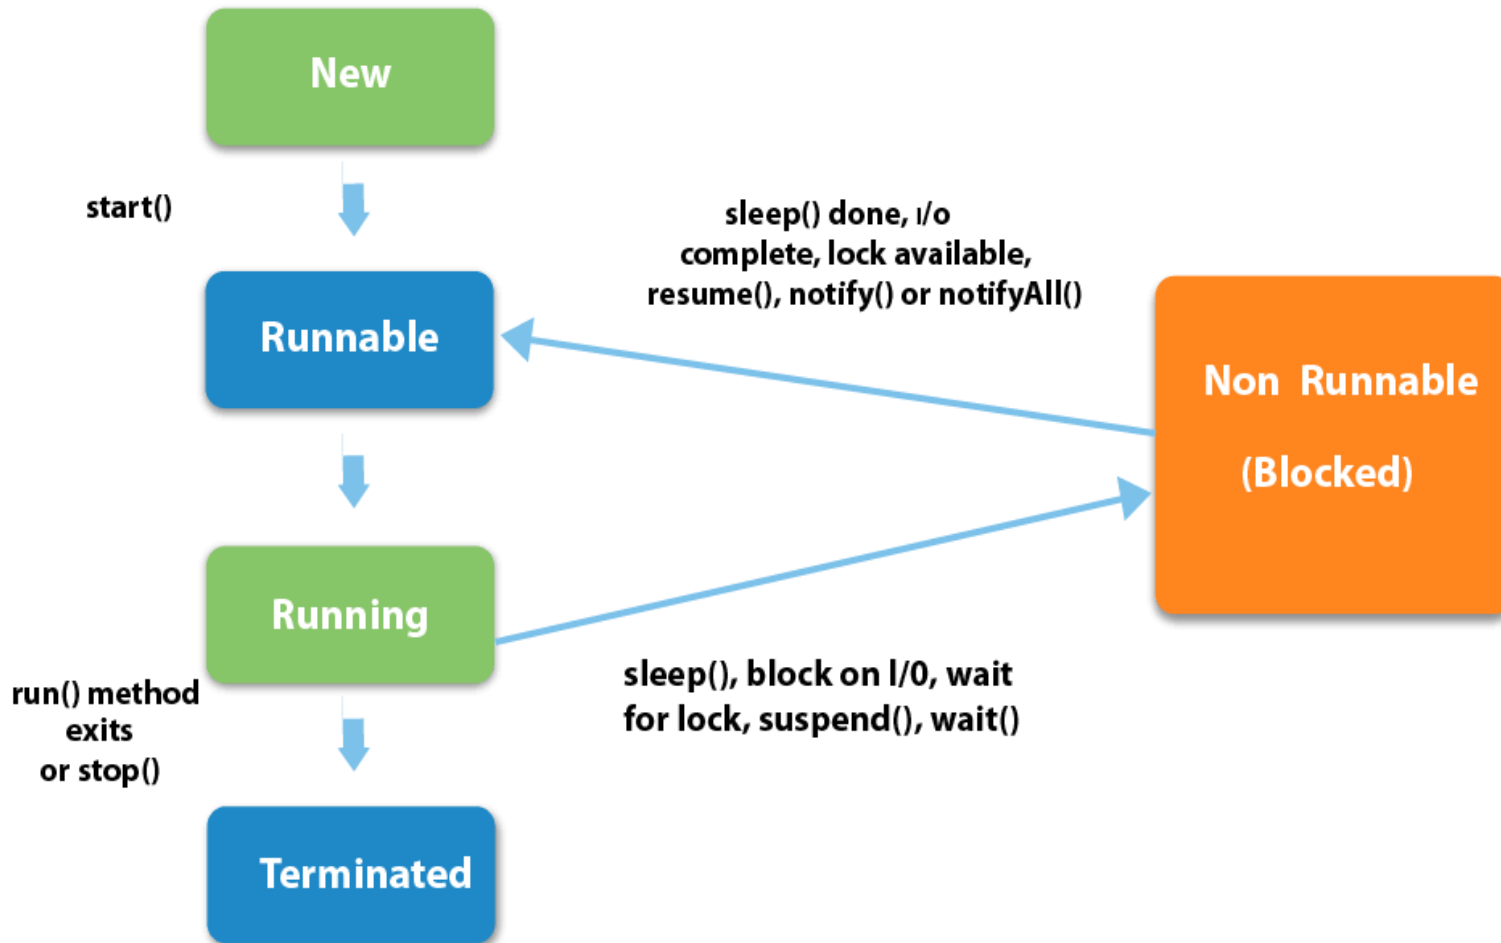 New
start()
sleep() done, I/o
complete, lock available,
resume(), notify() or notifyAll()
Runnable
Non Runnable
(Blocked)
Running
run() method
exits
or stop()
sleep(), block on l/0, wait
for lock, suspend(), wait()
Terminated